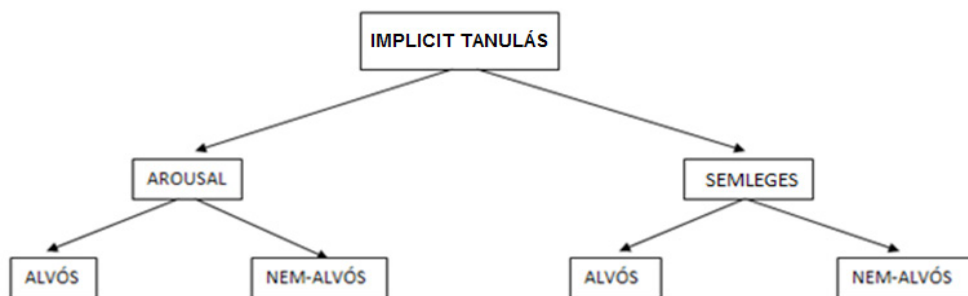 IMPLICIT TANULÁS
AROUSAL
SEMLEGES
ALVÓS
NEM-ALVÓS
ALVÓS
NEM-ALVÓS